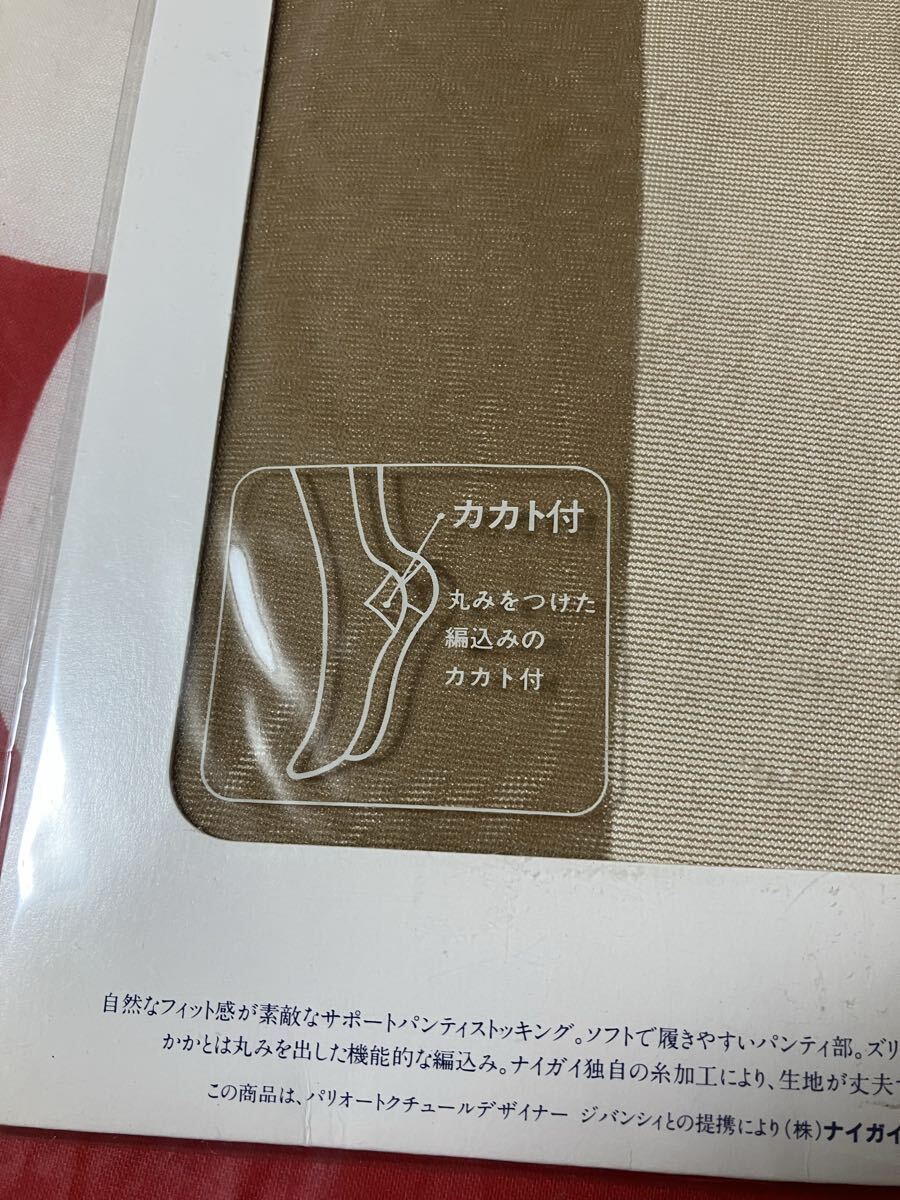 カカト付
丸みをつけた
編込みの
カカト付
自然なフィット感が素敵なサポートパンティストッキング。ソフトで履きやすいパンティ部。ズリ
かかとは丸みを出した機能的な編込み。ナイガイ独自の糸加工により、生地が丈夫で
この商品は、パリオートクチュールデザイナー ジバンシィとの提携により(株)ナイガイ